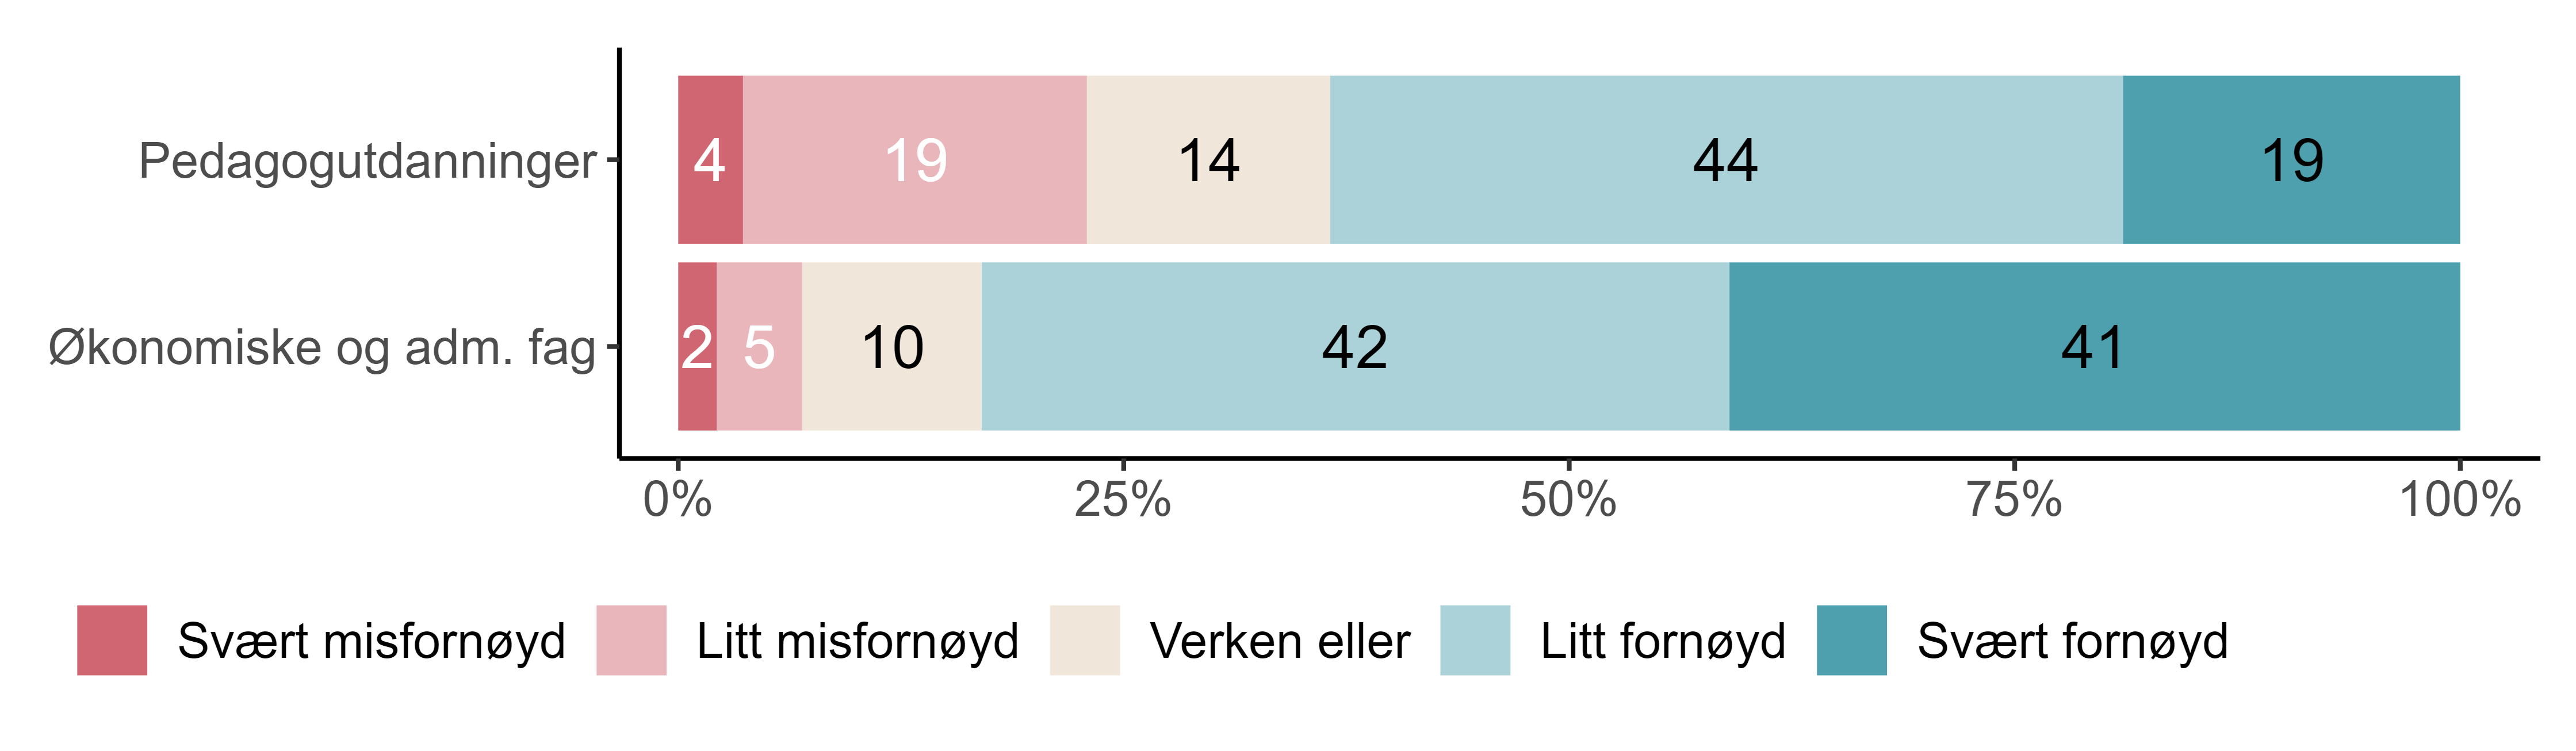 Pedagogutdanninger 4 19 14 44 19
Økonomiske og adm. fag 2 5 10 42 41
0% 25% 50% 75% 100%
Svært misfornøyd Litt misfornøyd Verken eller Litt fornøyd Svært fornøyd